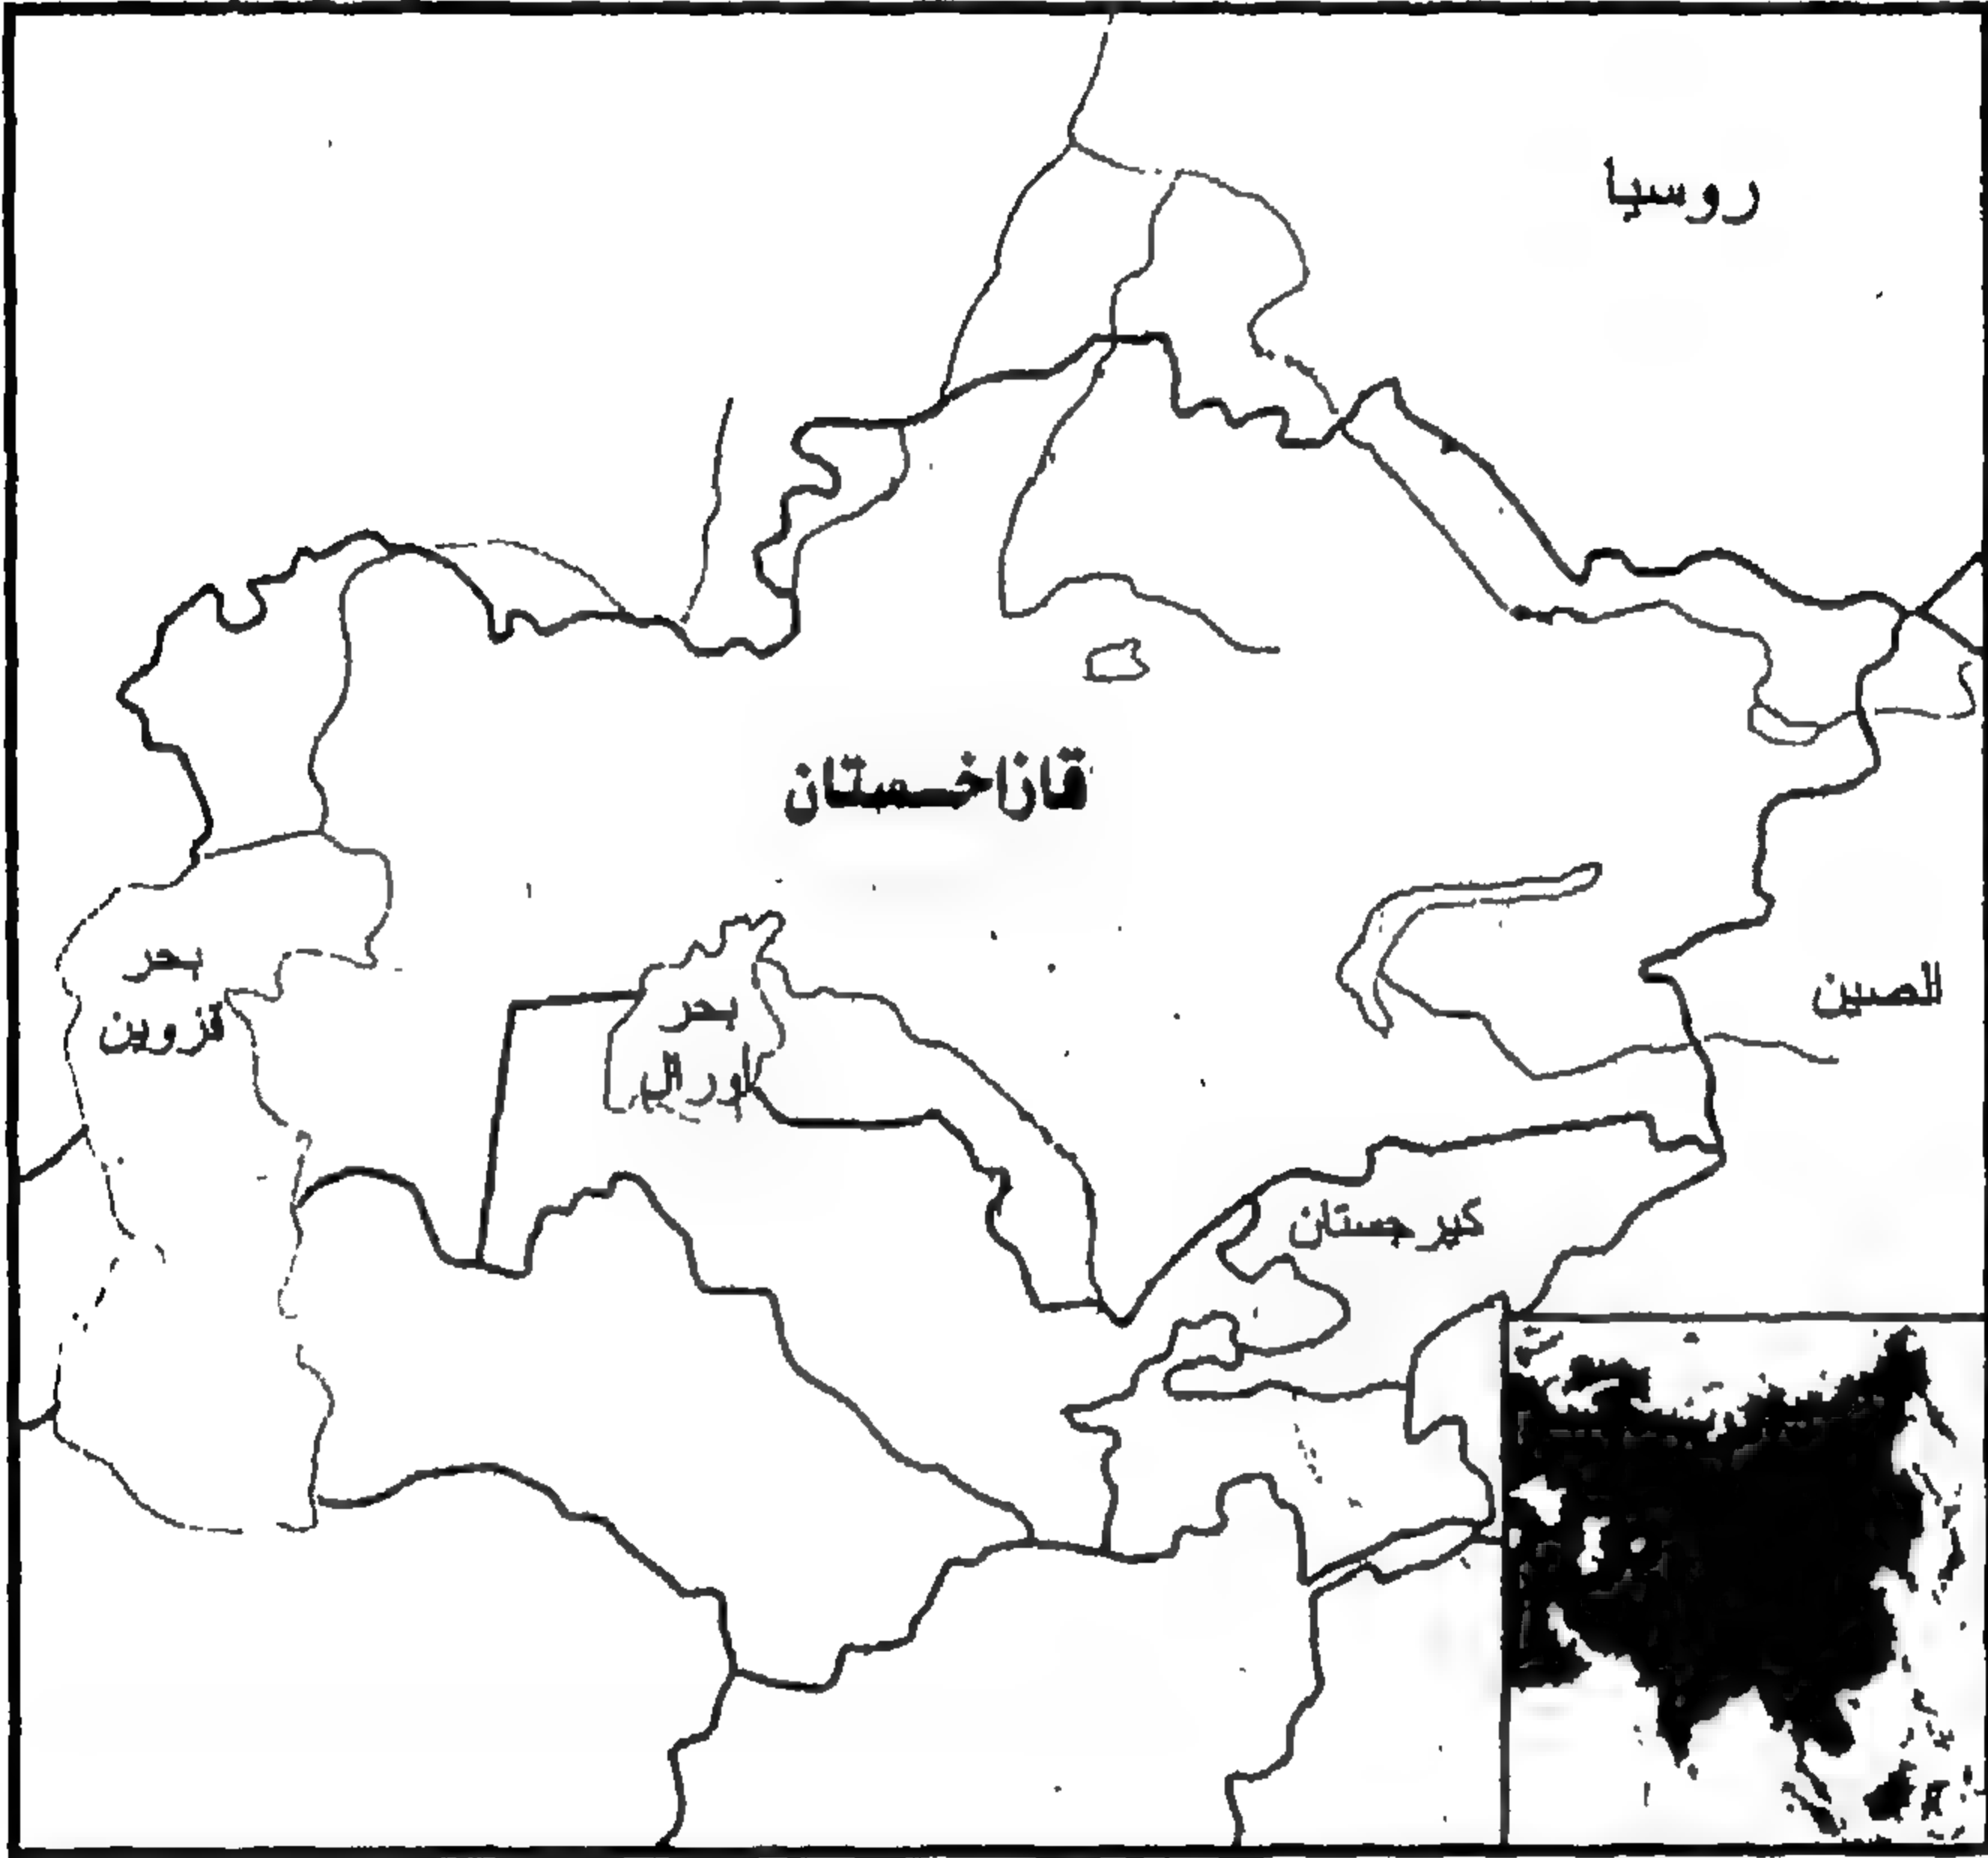 روسيا
قازاخستان
بحر
قزوين
بحر
اورال
الصين
كيرجستان